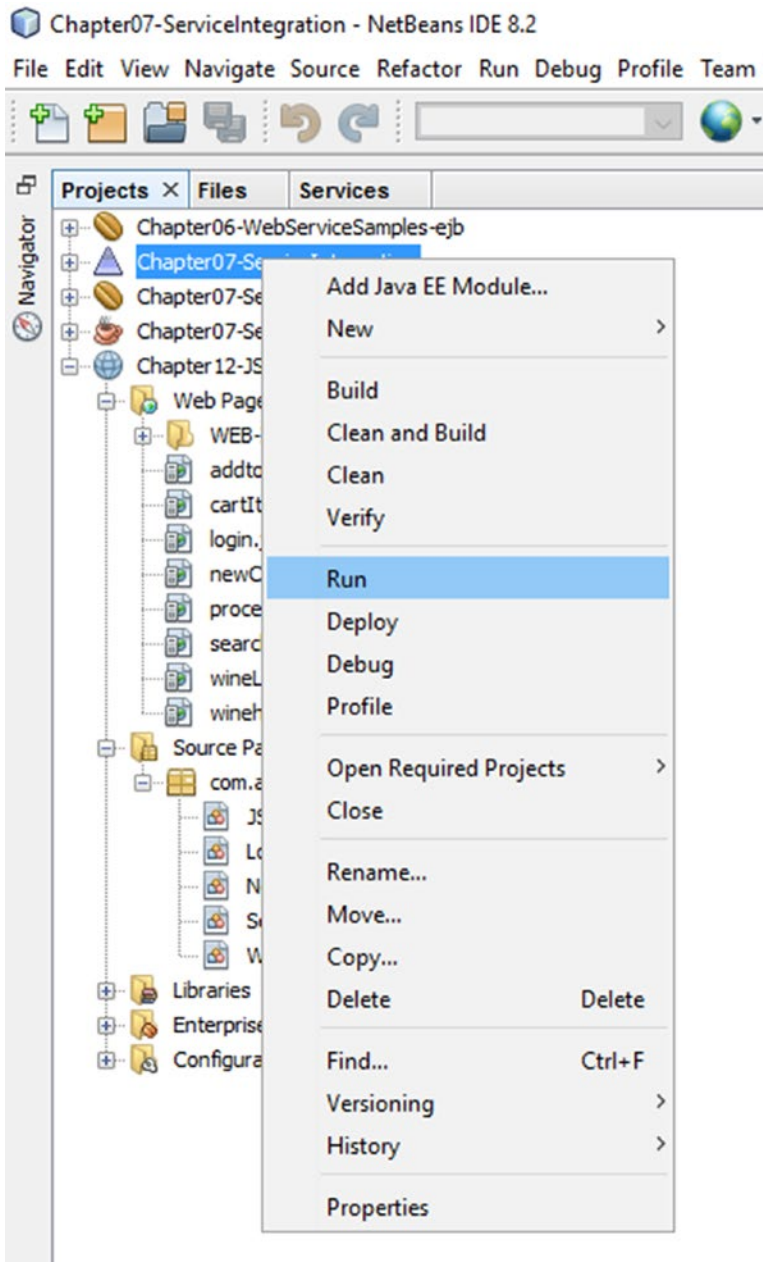 Chapter07-ServiceIntegration - NetBeans IDE 8.2
File Edit View Navigate Source Refactor Run Debug Profile Team
Projects Files Services
Navigator
Chapter06-WebServiceSamples-ejb
Chapter07-Se
Chapter07-Se
Chapter07-Se
Chapter12-JS
Web Page
WEB-
addto
cartIt
login.
newC
proce
search
wineL
wineh
Source Pa
com.a
JS
Lo
N
Se
W
Libraries
Enterprise
Configura
Add Java EE Module...
New
Build
Clean and Build
Clean
Verify
Run
Deploy
Debug
Profile
Open Required Projects
Close
Rename...
Move...
Copy...
Delete Delete
Find... Ctrl+F
Versioning
History
Properties